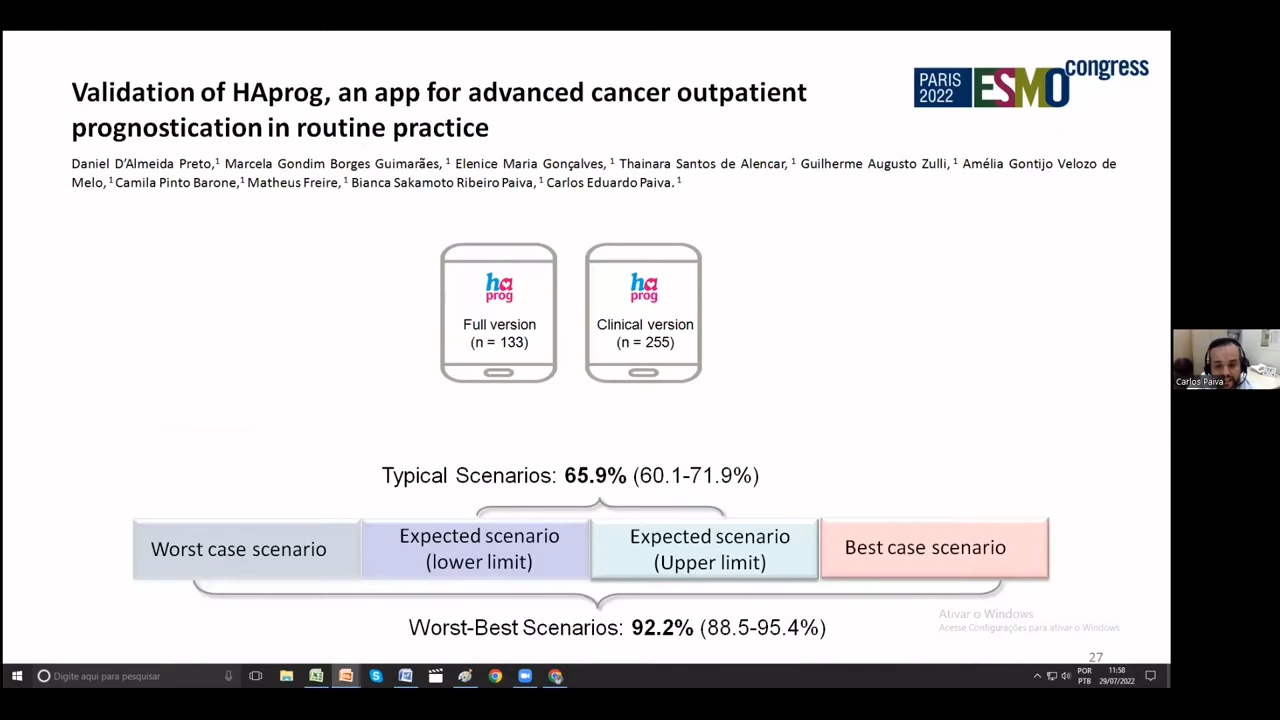 Validation of HAprog, an app for advanced cancer outpatient
prognostication in routine practice
PARIS
2022
ESMO
congress
Daniel D'Almeida Preto,¹ Marcela Gondim Borges Guimarães, ¹ Elenice Maria Gonçalves, ¹ Thainara Santos de Alencar, ¹ Guilherme Augusto Zulli, ¹ Amélia Gontijo Velozo de
Melo, ¹ Camila Pinto Barone,¹ Matheus Freire, ¹ Bianca Sakamoto Ribeiro Paiva, ¹ Carlos Eduardo Paiva. ¹
ha
prog
Full version
(n = 133)
ha
prog
Clinical version
(n = 255)
Carlos Paiva
Typical Scenarios: 65.9% (60.1-71.9%)
Worst case scenario
Expected scenario
(lower limit)
Expected scenario
(Upper limit)
Best case scenario
Worst-Best Scenarios: 92.2% (88.5-95.4%)
Ativar o Windows
Acesse Configurações para ativar o Windows
27
Digite aqui para pesquisar
POR
PTB
11:58
29/07/2022